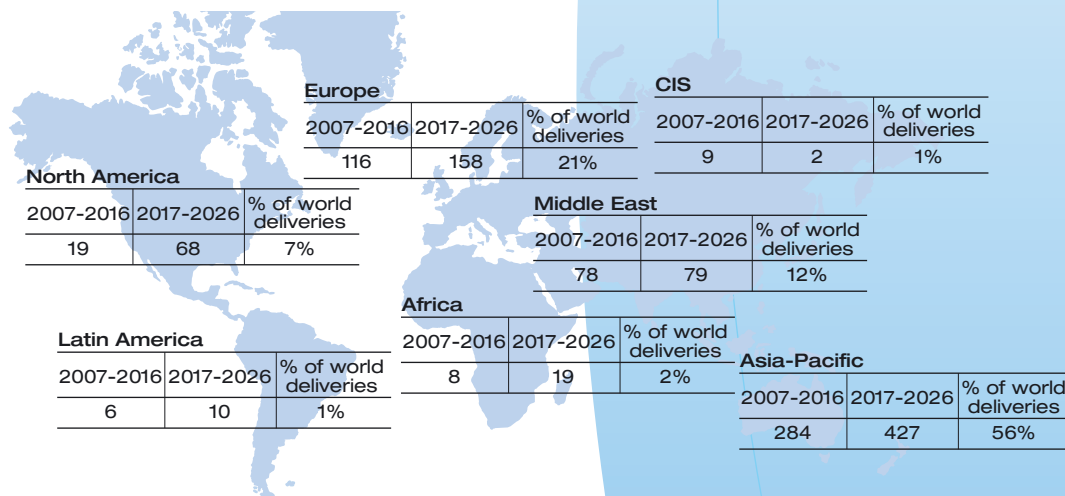 Europe
2007-2016 2017-2026 % of world deliveries
116 158 21%
CIS
2007-2016 2017-2026 % of world deliveries
9 2 1%
North America
2007-2016 2017-2026 % of world deliveries
19 68 7%
Middle East
2007-2016 2017-2026 % of world deliveries
78 79 12%
Africa
2007-2016 2017-2026 % of world deliveries
8 19 2%
Latin America
2007-2016 2017-2026 % of world deliveries
6 10 1%
Asia-Pacific
2007-2016 2017-2026 % of world deliveries
284 427 56%